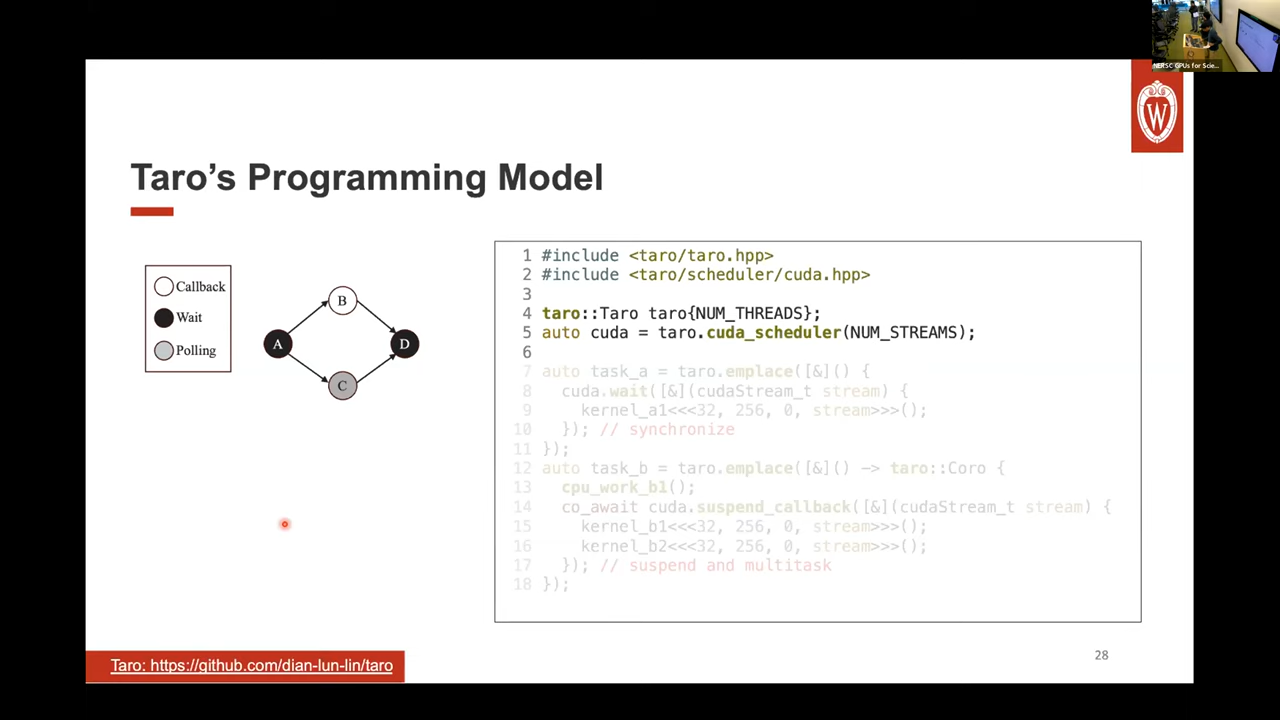 NERSC GPUs for Scie...
W
Taro's Programming Model
Callback
Wait
Polling
A
B
C
D
1 #include <taro/taro.hpp>
2 #include <taro/scheduler/cuda.hpp>
3
4 taro::Taro taro{NUM_THREADS};
5 auto cuda = taro.cuda_scheduler(NUM_STREAMS);
6
7 auto task_a = taro.emplace([&]() {
8 cuda.wait([&](cudaStream_t stream) {
9 kernel_a1<<<32, 256, 0, stream>>>();
10 }); // synchronize
11 });
12 auto task_b = taro.emplace([&]() -> taro::Coro {
13 cpu_work_b1();
14 co_await cuda.suspend_callback([&](cudaStream_t stream) {
15 kernel_b1<<<32, 256, 0, stream>>>();
16 kernel_b2<<<32, 256, 0, stream>>>();
17 }); // suspend and multitask
18 });
Taro: https://github.com/dian-lun-lin/taro
28